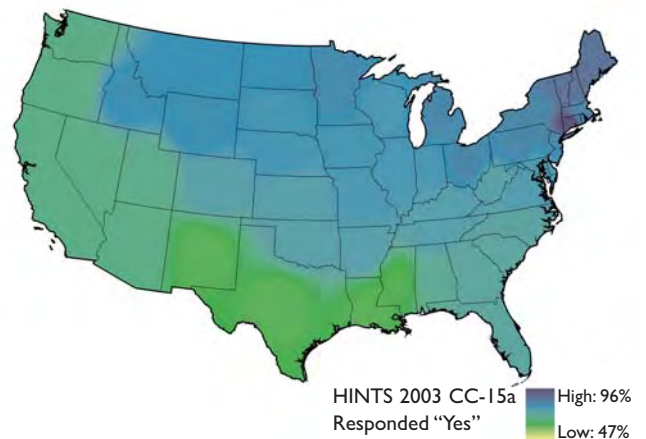 HINTS 2003 CC-15a
Responded “Yes”
High: 96%
Low: 47%